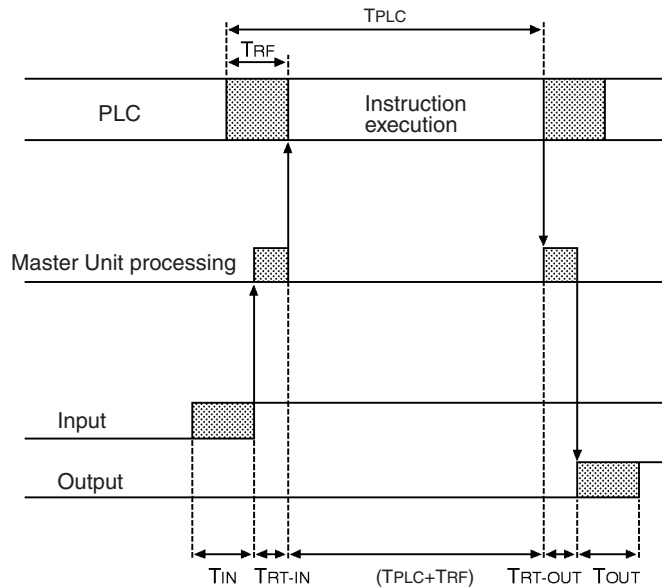 TPLC
TRF
PLC
Instruction
execution
Master Unit processing
Input
Output
TIN
TRT-IN
(TPLC+TRF)
TRT-OUT
TOUT